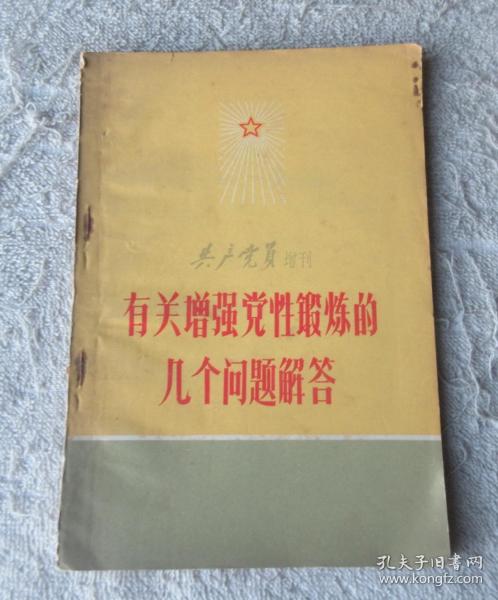 共产党员 增刊
有关增强党性鍛炼的
几个问题解答
孔夫子旧书网
www.kongfz.com